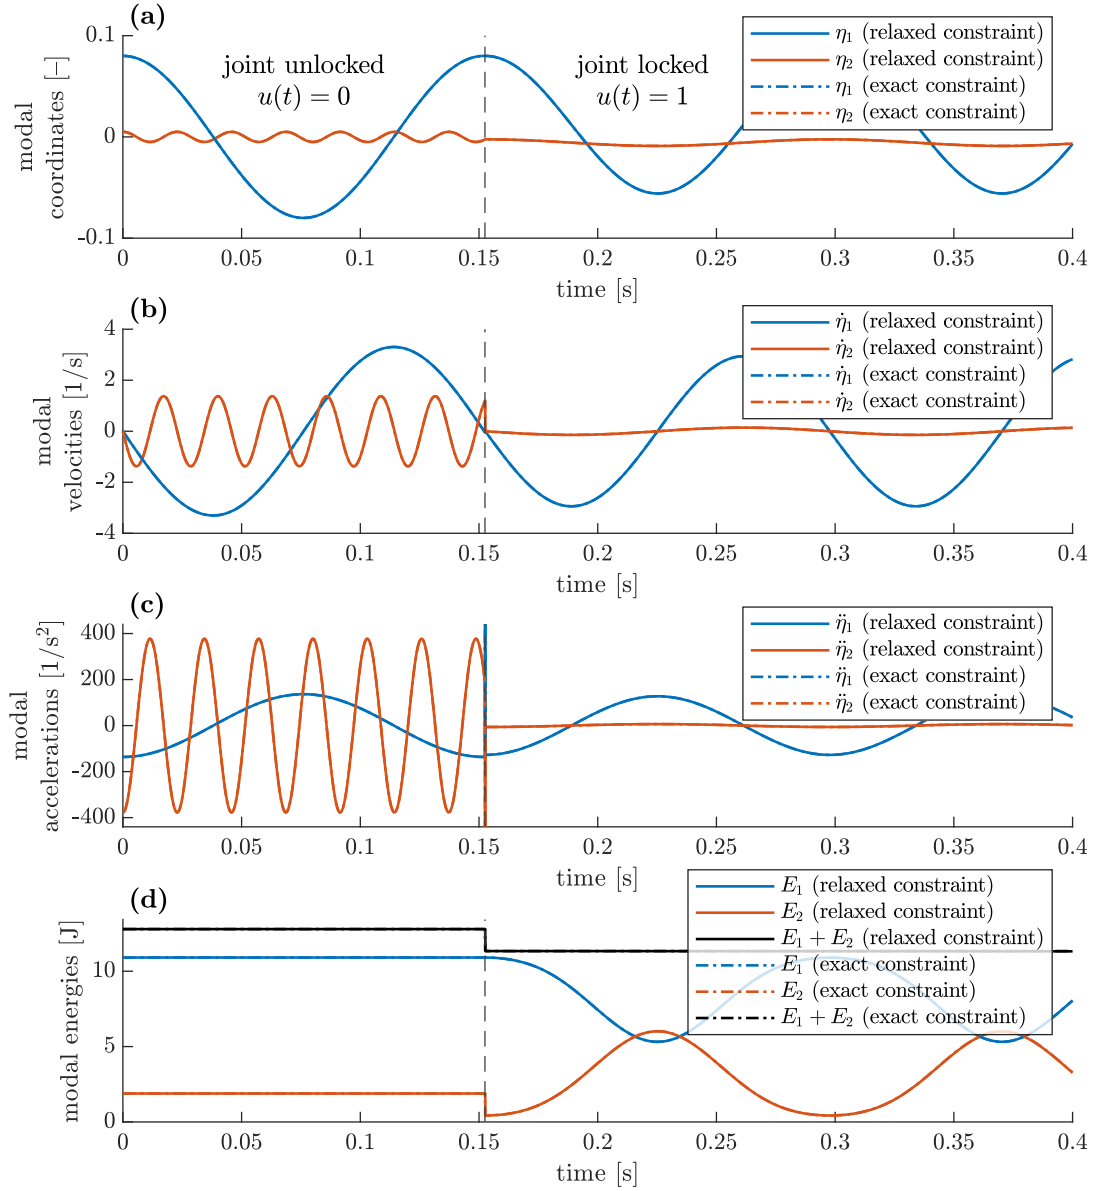 (a)
modal
coordinates [–]
0.1
0
-0.1
joint unlocked
u(t) = 0
joint locked
u(t) = 1
η₁ (relaxed constraint)
η₂ (relaxed constraint)
η₁ (exact constraint)
η₂ (exact constraint)
0 0.05 0.1 0.15 0.2 0.25 0.3 0.35 0.4
time [s]
(b)
modal
velocities [1/s]
4
2
0
-2
-4
η̇₁ (relaxed constraint)
η̇₂ (relaxed constraint)
η̇₁ (exact constraint)
η̇₂ (exact constraint)
0 0.05 0.1 0.15 0.2 0.25 0.3 0.35 0.4
time [s]
(c)
modal
accelerations [1/s²]
400
200
0
-200
-400
η̈₁ (relaxed constraint)
η̈₂ (relaxed constraint)
η̈₁ (exact constraint)
η̈₂ (exact constraint)
0 0.05 0.1 0.15 0.2 0.25 0.3 0.35 0.4
time [s]
(d)
modal energies [J]
10
5
0
E₁ (relaxed constraint)
E₂ (relaxed constraint)
E₁ + E₂ (relaxed constraint)
E₁ (exact constraint)
E₂ (exact constraint)
E₁ + E₂ (exact constraint)
0 0.05 0.1 0.15 0.2 0.25 0.3 0.35 0.4
time [s]